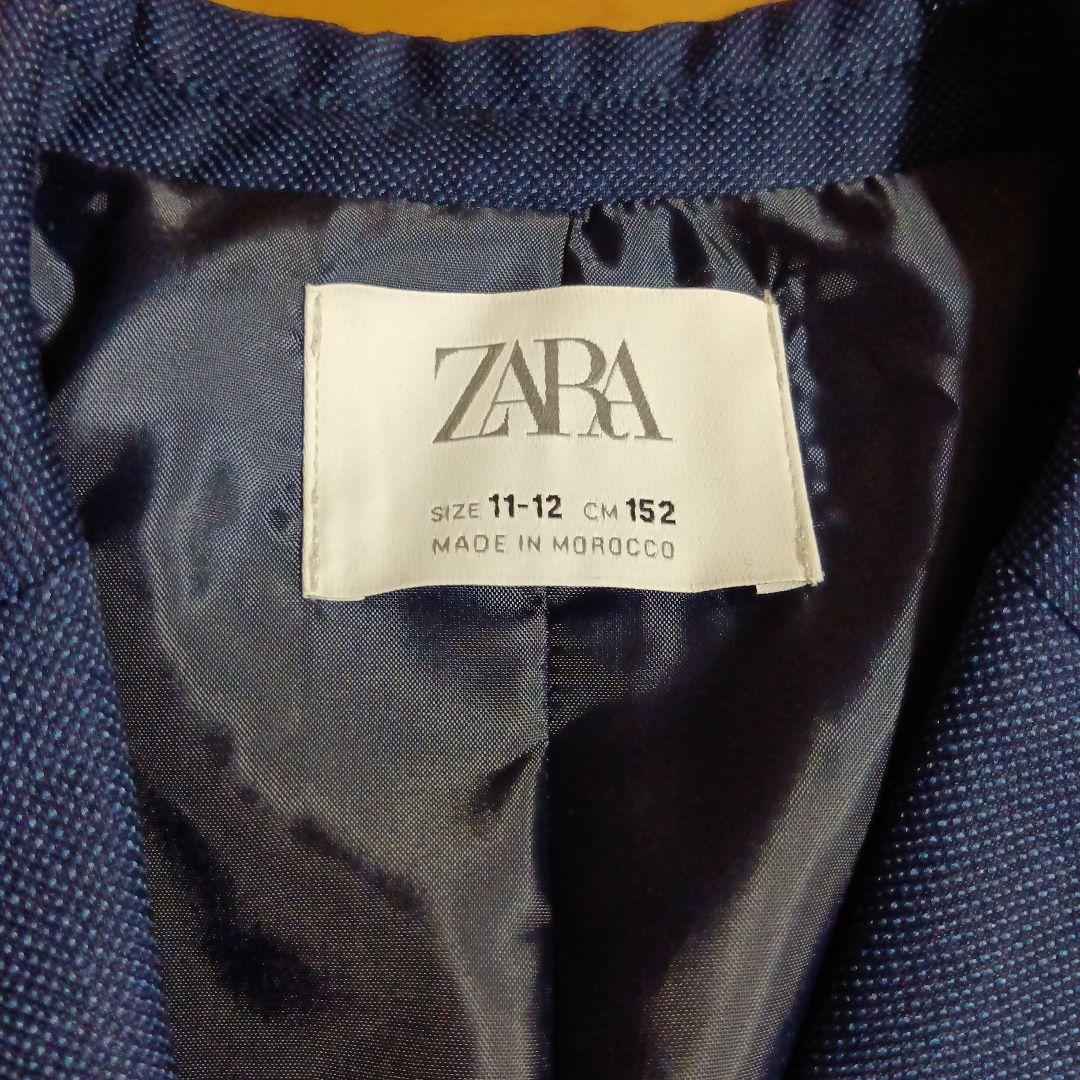 ZARA
SIZE 11-12 CM 152
MADE IN MOROCCO